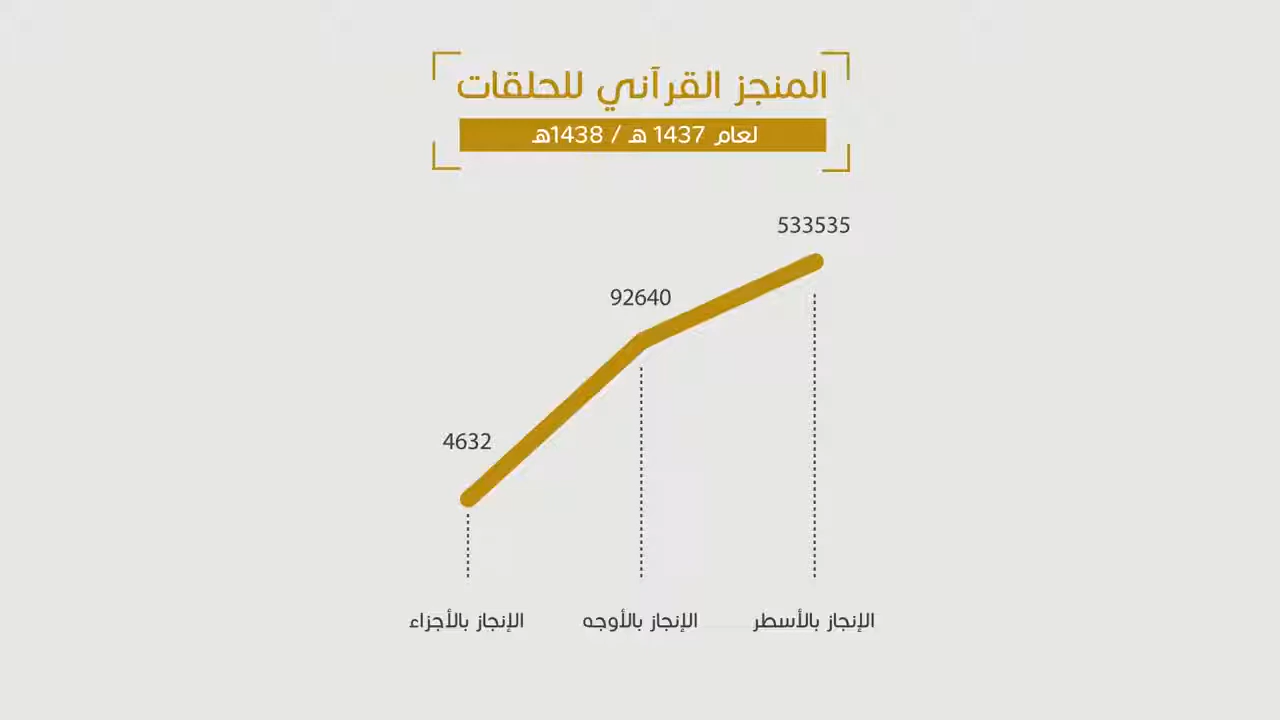 المنجز القرآني للحلقات
لعام 1437 هـ / 1438هـ
533535
92640
4632
الإنجاز بالأسطر
الإنجاز بالأوجه
الإنجاز بالأجزاء